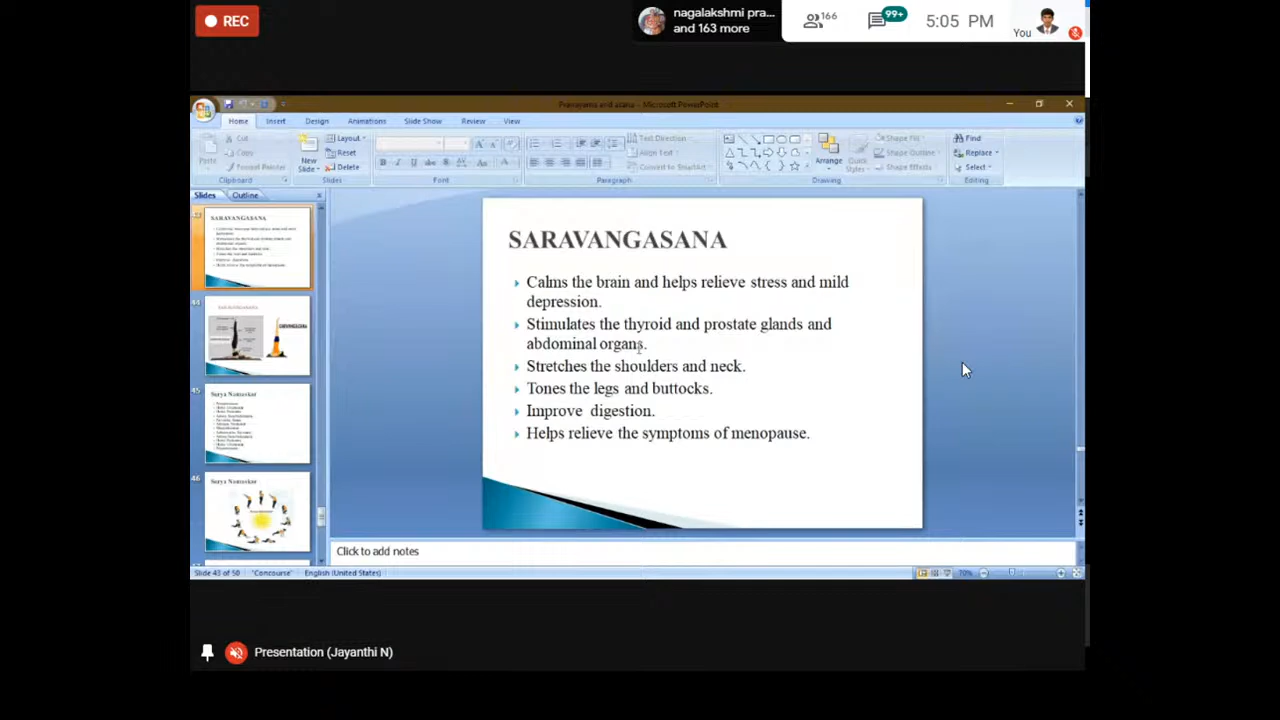 REC
nagalakshmi pra...
and 163 more
166
99+
5:05 PM
You
Pranayama and asana - Microsoft PowerPoint
Home Insert Design Animations Slide Show Review View
Cut
Copy
Format Painter
Paste
Clipboard
New
Slide
Layout
Reset
Delete
Slides
Font
Text Direction
Align Text
Convert to SmartArt
Paragraph
Arrange
Quick
Styles
Shape Fill
Shape Outline
Shape Effects
Drawing
Find
Replace
Select
Editing
Slides Outline
SARAVANGASANA
44
45
Surya Namaskar
46
Surya Namaskar
SARAVANGASANA
Calms the brain and helps relieve stress and mild
depression.
Stimulates the thyroid and prostate glands and
abdominal organs.
Stretches the shoulders and neck.
Tones the legs and buttocks.
Improve digestion.
Helps relieve the symptoms of menopause.
Click to add notes
Slide 43 of 50 "Concourse" English (United States)
70%
Presentation (Jayanthi N)